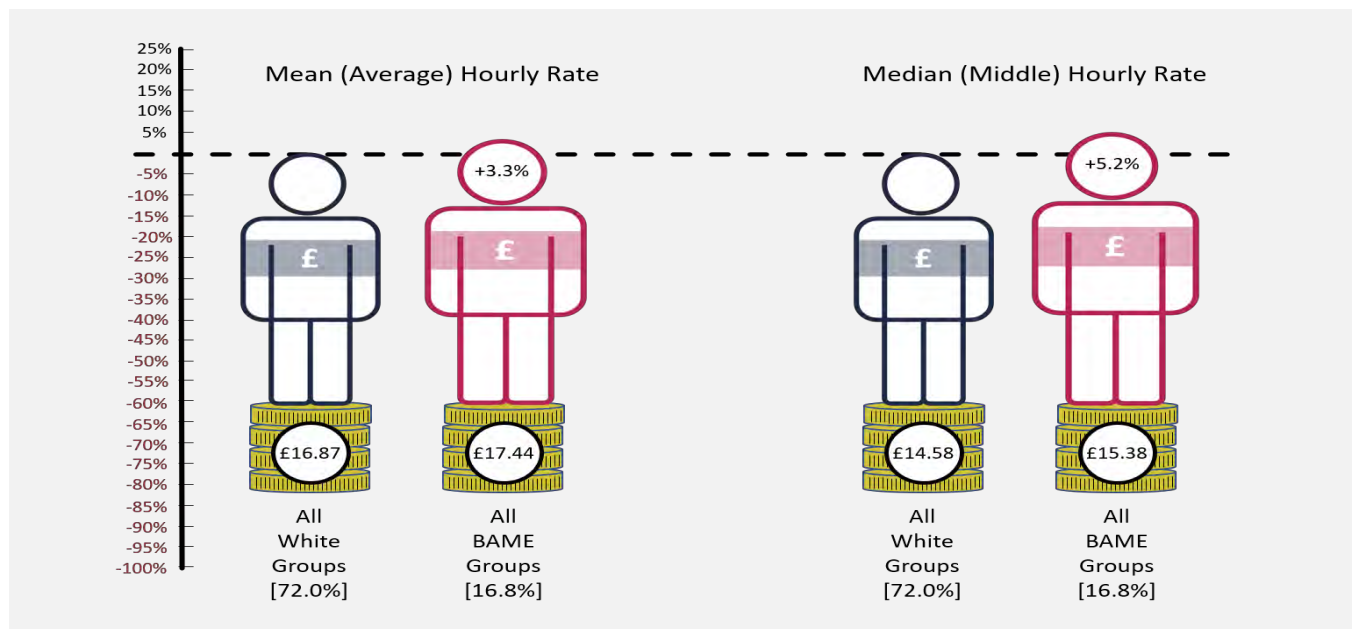 25%
20%
15%
10%
5%
-5%
-10%
-15%
-20%
-25%
-30%
-35%
-40%
-45%
-50%
-55%
-60%
-65%
-70%
-75%
-80%
-85%
-90%
-95%
-100%
Mean (Average) Hourly Rate
+3.3%
£
£
£16.87
£17.44
All
White
Groups
[72.0%]
All
BAME
Groups
[16.8%]
Median (Middle) Hourly Rate
+5.2%
£
£
£14.58
£15.38
All
White
Groups
[72.0%]
All
BAME
Groups
[16.8%]